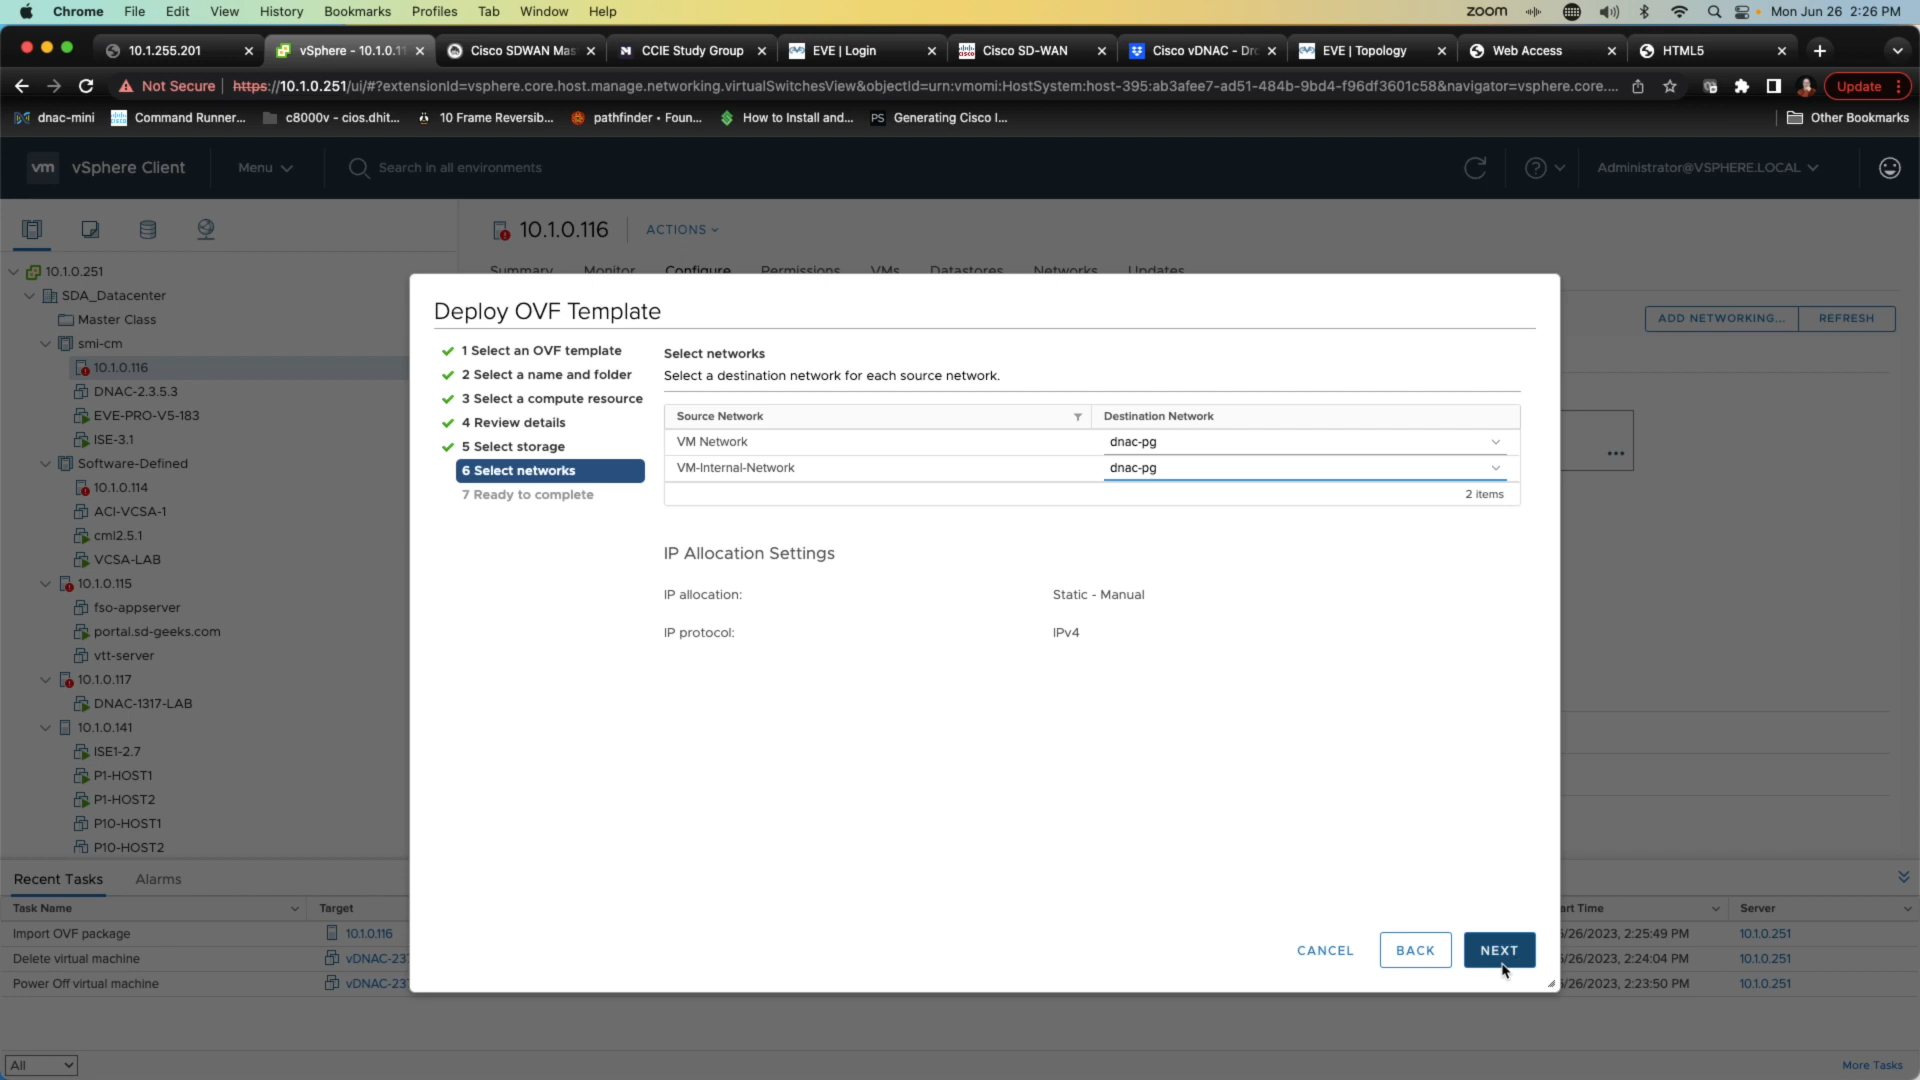 Chrome File Edit View History Bookmarks Profiles Tab Window Help zoom Mon Jun 26 2:26 PM
10.1.255.201 vSphere - 10.1.0.11 Cisco SDWAN Mas CCIE Study Group EVE | Login Cisco SD-WAN Cisco vDNAC - Dro EVE | Topology Web Access HTML5
Not Secure https://10.1.0.251/ui/#?extensionId=vsphere.core.host.manage.networking.virtualSwitchesView&objectId=urn:vmomi:HostSystem:host-395:ab3afee7-ad51-484b-9bd4-f96df3601c58&navigator=vsphere.core.... Update
dnac-mini Command Runner... c8000v - cios.dhit... 10 Frame Reversib... pathfinder • Foun... How to Install and... PS Generating Cisco I... Other Bookmarks
vm vSphere Client Menu Search in all environments Administrator@VSPHERE.LOCAL
10.1.0.116 ACTIONS
Summary Monitor Configure Permissions VMs Datastores Networks Updates
ADD NETWORKING... REFRESH
10.1.0.251
SDA_Datacenter
Master Class
smi-cm
10.1.0.116
DNAC-2.3.5.3
EVE-PRO-V5-183
ISE-3.1
Software-Defined
10.1.0.114
ACI-VCSA-1
cml2.5.1
VCSA-LAB
10.1.0.115
fso-appserver
portal.sd-geeks.com
vtt-server
10.1.0.117
DNAC-1317-LAB
10.1.0.141
ISE1-2.7
P1-HOST1
P1-HOST2
P10-HOST1
P10-HOST2
Deploy OVF Template
1 Select an OVF template
2 Select a name and folder
3 Select a compute resource
4 Review details
5 Select storage
6 Select networks
7 Ready to complete
Select networks
Select a destination network for each source network.
Source Network Destination Network
VM Network dnac-pg
VM-Internal-Network dnac-pg
2 items
IP Allocation Settings
IP allocation: Static - Manual
IP protocol: IPv4
CANCEL BACK NEXT
Recent Tasks Alarms
Task Name Target art Time Server
Import OVF package 10.1.0.116 /26/2023, 2:25:49 PM 10.1.0.251
Delete virtual machine vDNAC-23 /26/2023, 2:24:04 PM 10.1.0.251
Power Off virtual machine vDNAC-23 /26/2023, 2:23:50 PM 10.1.0.251
All More Tasks